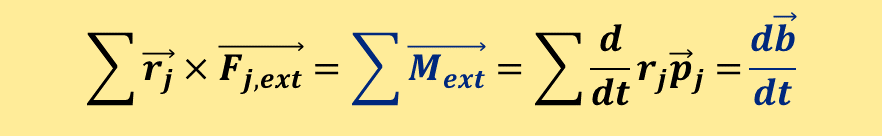 ∑ r⃗ⱼ × F⃗ⱼ,ₑₓₜ = ∑ M⃗ₑₓₜ = ∑ d/dt rⱼp⃗ⱼ = db⃗/dt